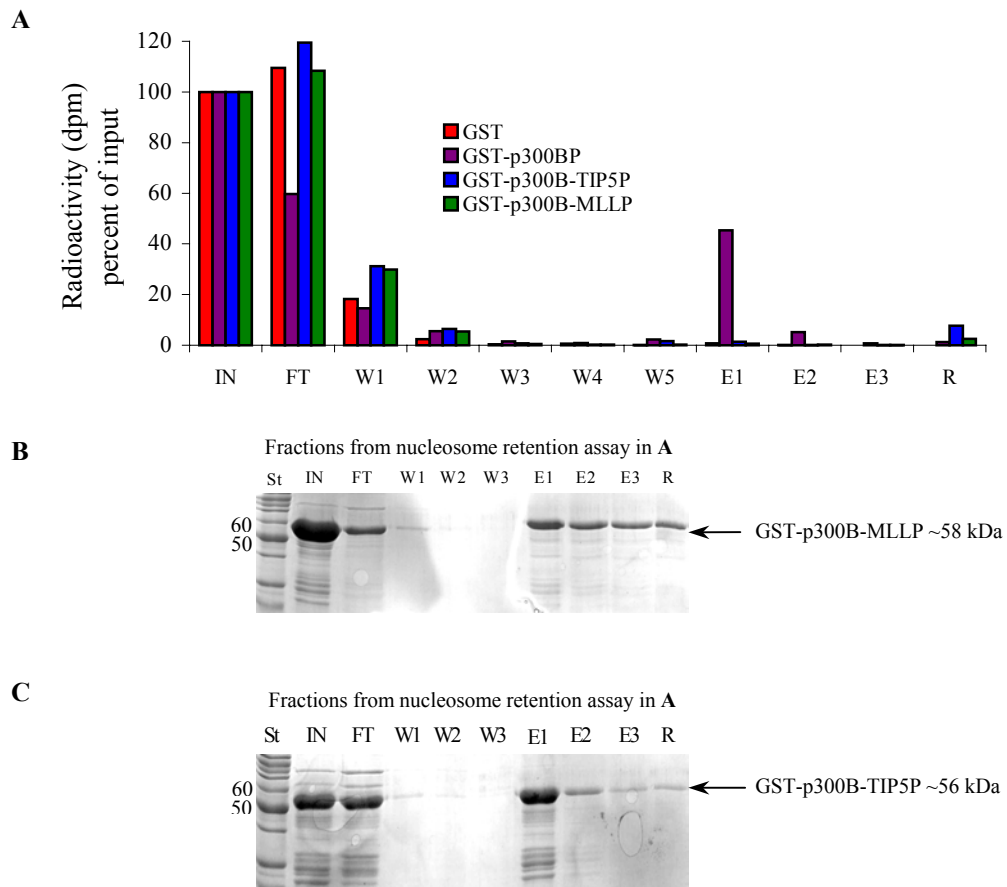 A
Radioactivity (dpm)
percent of input
120
100
80
60
40
20
0
GST
GST-p300BP
GST-p300B-TIP5P
GST-p300B-MLLP
IN FT W1 W2 W3 W4 W5 E1 E2 E3 R
B
Fractions from nucleosome retention assay in A
St IN FT W1 W2 W3 E1 E2 E3 R
60
50
GST-p300B-MLLP ~58 kDa
C
Fractions from nucleosome retention assay in A
St IN FT W1 W2 W3 E1 E2 E3 R
60
50
GST-p300B-TIP5P ~56 kDa